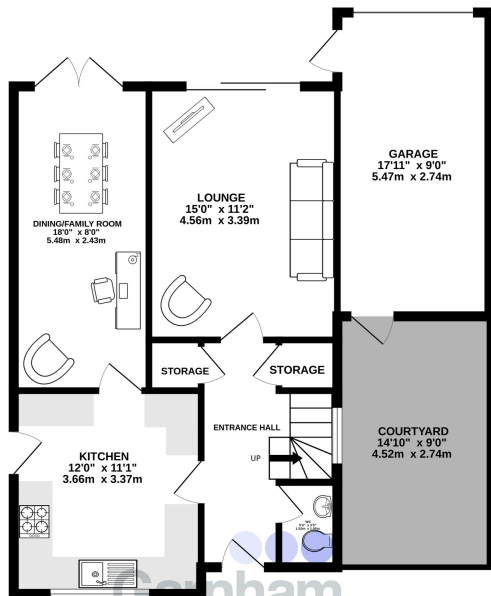 GARAGE
17'11" x 9'0"
5.47m x 2.74m
LOUNGE
15'0" x 11'2"
4.56m x 3.39m
DINING/FAMILY ROOM
18'0" x 8'0"
5.48m x 2.43m
STORAGE
STORAGE
ENTRANCE HALL
UP
COURTYARD
14'10" x 9'0"
4.52m x 2.74m
KITCHEN
12'0" x 11'1"
3.66m x 3.37m
WC